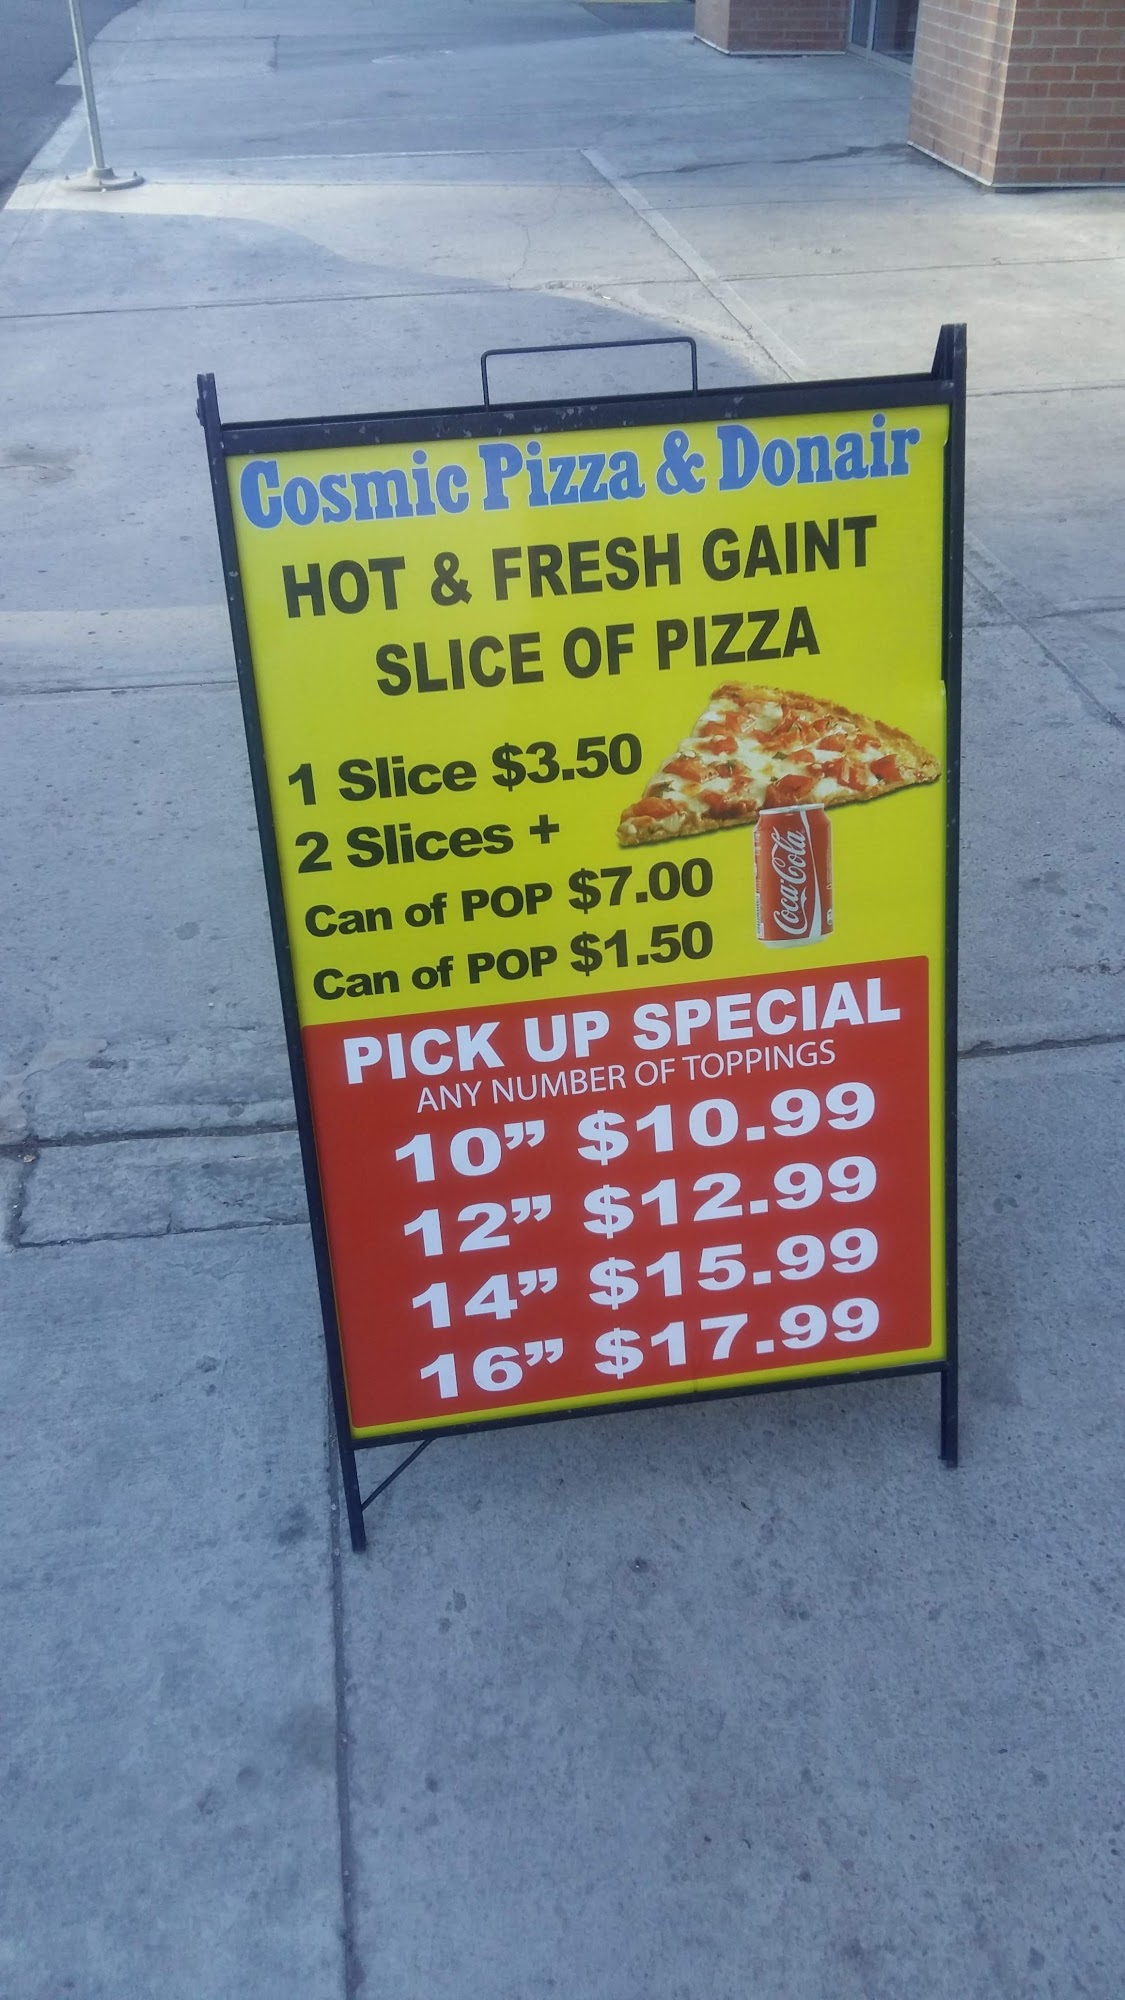 Cosmic Pizza & Donair
HOT & FRESH GAINT
SLICE OF PIZZA
1 Slice $3.50
2 Slices +
Can of POP $7.00
Can of POP $1.50
Coca-Cola
PICK UP SPECIAL
ANY NUMBER OF TOPPINGS
10” $10.99
12” $12.99
14” $15.99
16” $17.99